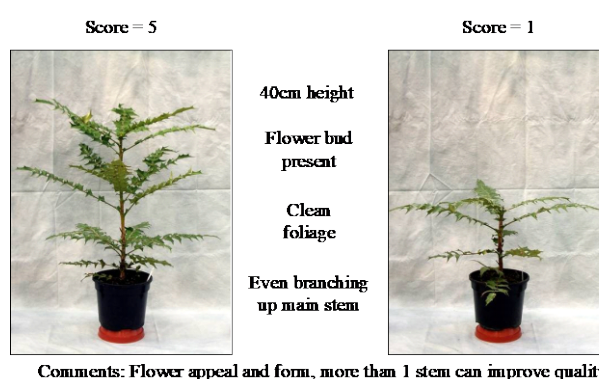 Score = 5
Score = 1
40cm height
Flower bud
present
Clean
foliage
Even branching
up main stem
Comments: Flower appeal and form, more than 1 stem can improve qualit